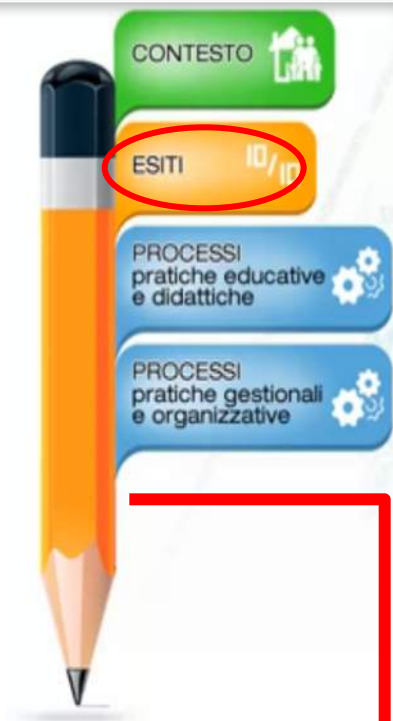 CONTESTO
ESITI 10/10
PROCESSI
pratiche educative
e didattiche
PROCESSI
pratiche gestionali
e organizzative